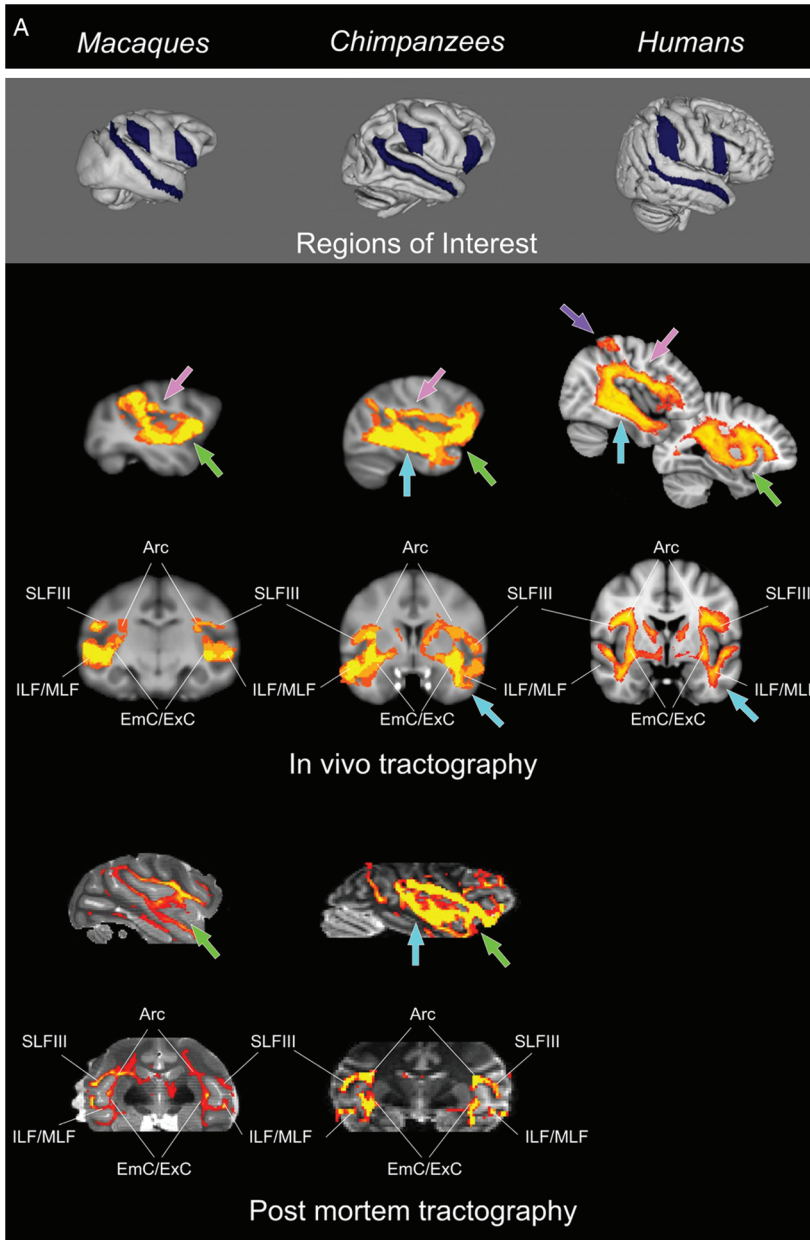 A
Macaques Chimpanzees Humans
Regions of Interest
Arc Arc Arc
SLFIII SLFIII SLFIII
ILF/MLF ILF/MLF ILF/MLF ILF/MLF
EmC/ExC EmC/ExC EmC/ExC
In vivo tractography
Arc Arc
SLFIII SLFIII SLFIII
ILF/MLF ILF/MLF ILF/MLF
EmC/ExC EmC/ExC
Post mortem tractography